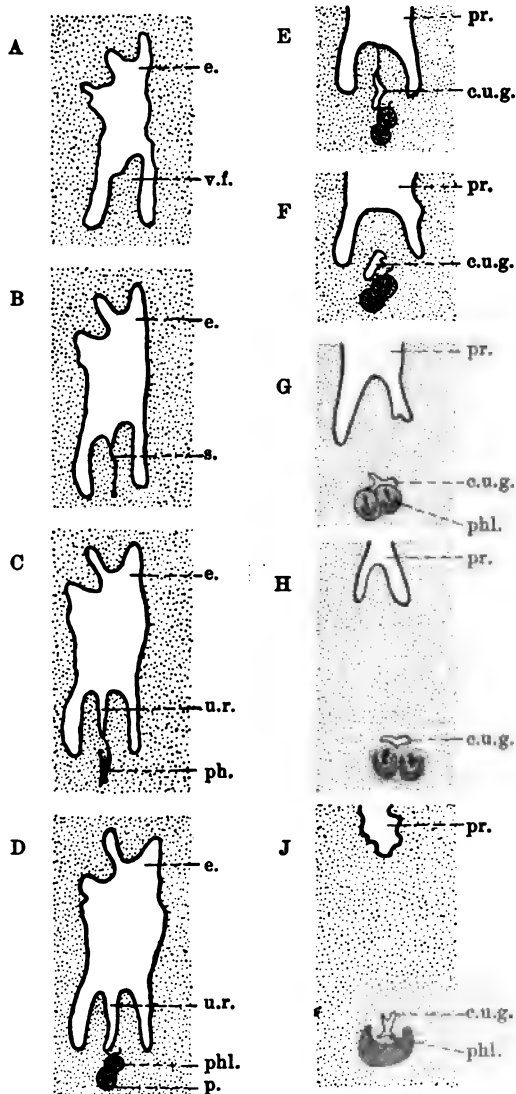 A
e.
v.f.
B
e.
s.
C
e.
u.r.
ph.
D
e.
u.r.
phl.
p.
E
pr.
c.u.g.
F
pr.
c.u.g.
G
pr.
c.u.g.
phl.
H
pr.
c.u.g.
J
pr.
c.u.g.
phl.